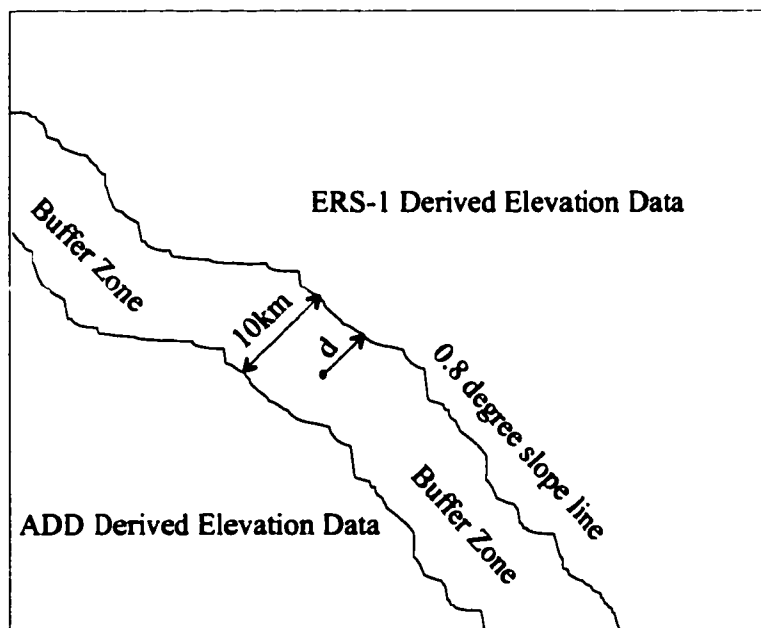 ERS-1 Derived Elevation Data
Buffer Zone
10km
d
0.8 degree slope line
Buffer Zone
ADD Derived Elevation Data